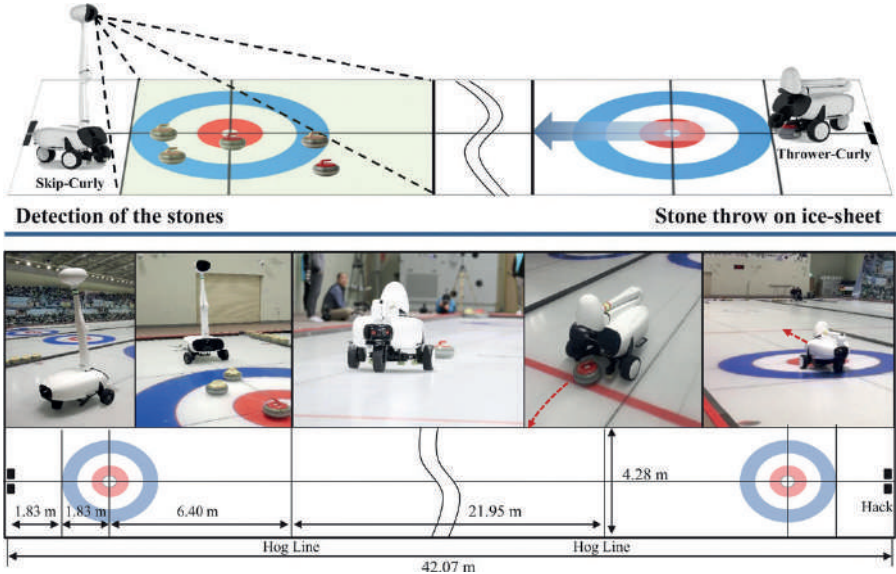 Skip-Curly
Thrower-Curly
Detection of the stones
Stone throw on ice-sheet
4.28 m
1.83 m
1.83 m
6.40 m
21.95 m
Hack
Hog Line
Hog Line
42.07 m